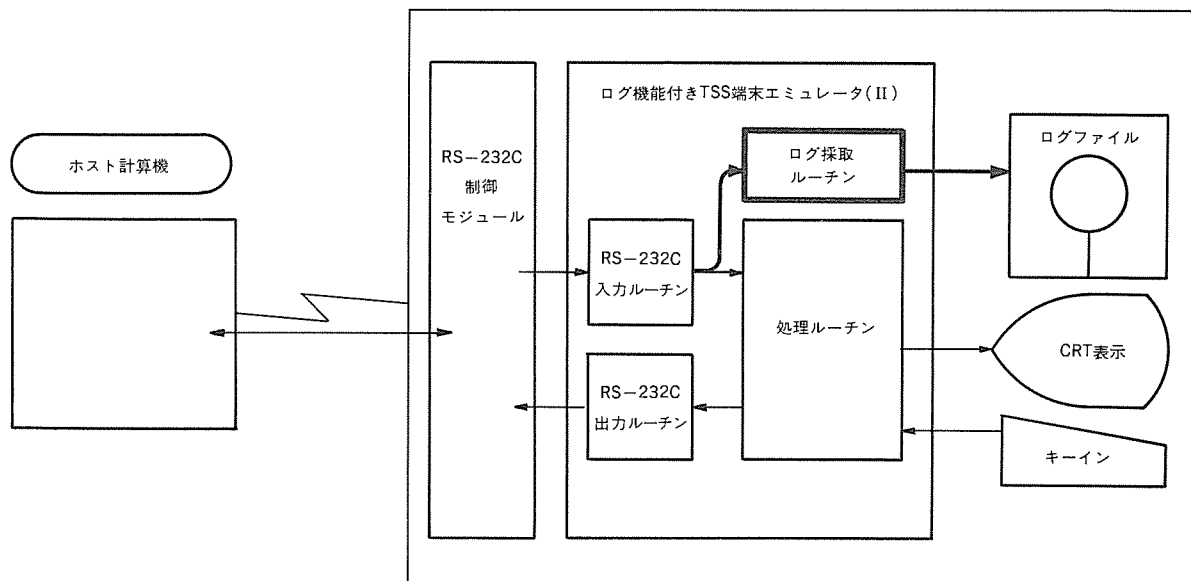 ログ機能付きTSS端末エミュレータ(II)
ホスト計算機
RS-232C
制御
モジュール
ログ採取
ルーチン
ログファイル
RS-232C
入力ルーチン
処理ルーチン
CRT表示
RS-232C
出力ルーチン
キーイン